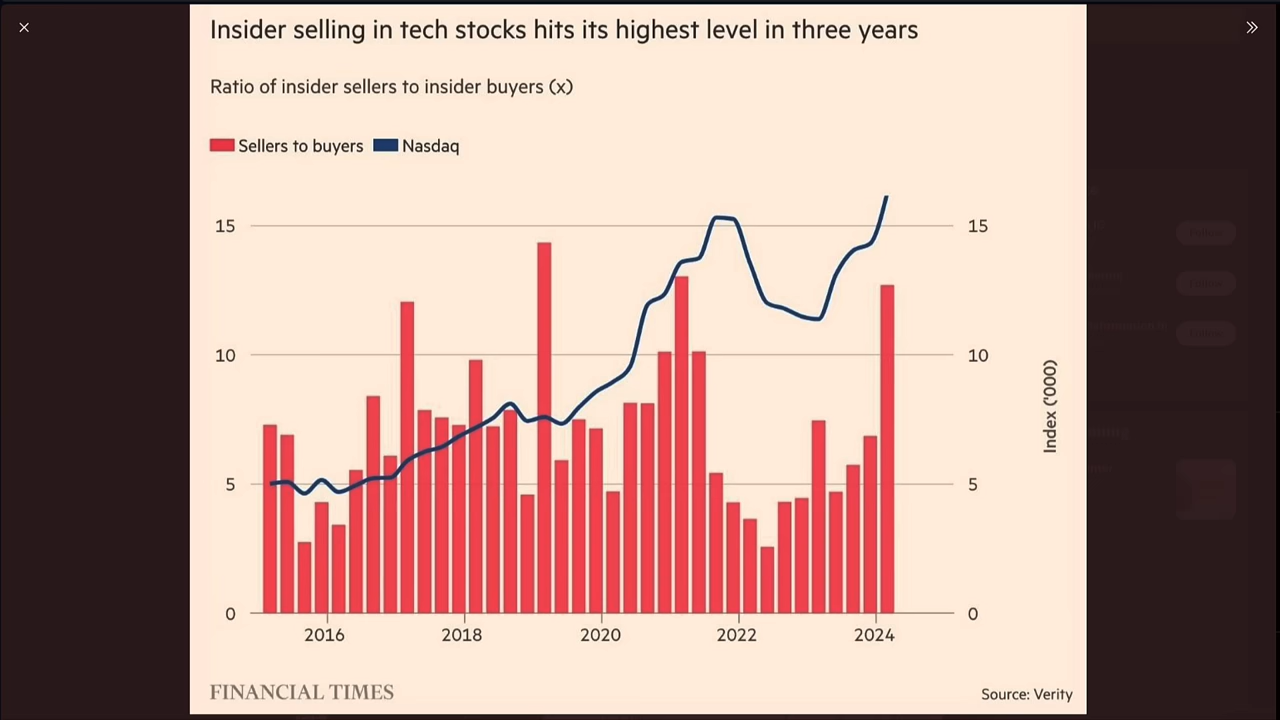 Insider selling in tech stocks hits its highest level in three years
Ratio of insider sellers to insider buyers (x)
Sellers to buyers Nasdaq
15 15
10 10
Index ('000)
5 5
0 0
2016 2018 2020 2022 2024
FINANCIAL TIMES Source: Verity